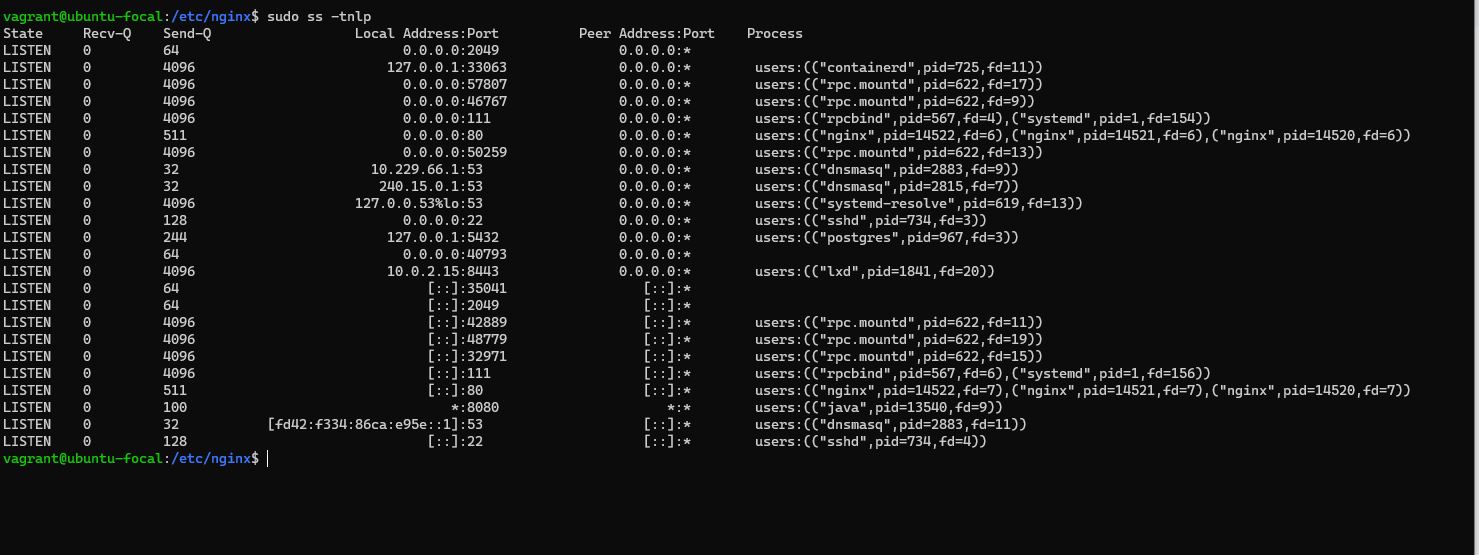 vagrant@ubuntu-focal:/etc/nginx$ sudo ss -tnlp
State Recv-Q Send-Q Local Address:Port Peer Address:Port Process
LISTEN 0 64 0.0.0.0:2049 0.0.0.0:*
LISTEN 0 4096 127.0.0.1:33063 0.0.0.0:* users:(("containerd",pid=725,fd=11))
LISTEN 0 4096 0.0.0.0:57807 0.0.0.0:* users:(("rpc.mountd",pid=622,fd=17))
LISTEN 0 4096 0.0.0.0:46767 0.0.0.0:* users:(("rpc.mountd",pid=622,fd=9))
LISTEN 0 4096 0.0.0.0:111 0.0.0.0:* users:(("rpcbind",pid=567,fd=4),("systemd",pid=1,fd=154))
LISTEN 0 511 0.0.0.0:80 0.0.0.0:* users:(("nginx",pid=14522,fd=6),("nginx",pid=14521,fd=6),("nginx",pid=14520,fd=6))
LISTEN 0 4096 0.0.0.0:50259 0.0.0.0:* users:(("rpc.mountd",pid=622,fd=13))
LISTEN 0 32 10.229.66.1:53 0.0.0.0:* users:(("dnsmasq",pid=2883,fd=9))
LISTEN 0 32 240.15.0.1:53 0.0.0.0:* users:(("dnsmasq",pid=2815,fd=7))
LISTEN 0 4096 127.0.0.53%lo:53 0.0.0.0:* users:(("systemd-resolve",pid=619,fd=13))
LISTEN 0 128 0.0.0.0:22 0.0.0.0:* users:(("sshd",pid=734,fd=3))
LISTEN 0 244 127.0.0.1:5432 0.0.0.0:* users:(("postgres",pid=967,fd=3))
LISTEN 0 64 0.0.0.0:40793 0.0.0.0:*
LISTEN 0 4096 10.0.2.15:8443 0.0.0.0:* users:(("lxd",pid=1841,fd=20))
LISTEN 0 64 [::]:35041 [::]:*
LISTEN 0 64 [::]:2049 [::]:*
LISTEN 0 4096 [::]:42889 [::]:* users:(("rpc.mountd",pid=622,fd=11))
LISTEN 0 4096 [::]:48779 [::]:* users:(("rpc.mountd",pid=622,fd=19))
LISTEN 0 4096 [::]:32971 [::]:* users:(("rpc.mountd",pid=622,fd=15))
LISTEN 0 4096 [::]:111 [::]:* users:(("rpcbind",pid=567,fd=6),("systemd",pid=1,fd=156))
LISTEN 0 511 [::]:80 [::]:* users:(("nginx",pid=14522,fd=7),("nginx",pid=14521,fd=7),("nginx",pid=14520,fd=7))
LISTEN 0 100 *:8080 *:* users:(("java",pid=13540,fd=9))
LISTEN 0 32 [fd42:f334:86ca:e95e::1]:53 [::]:* users:(("dnsmasq",pid=2883,fd=11))
LISTEN 0 128 [::]:22 [::]:* users:(("sshd",pid=734,fd=4))
vagrant@ubuntu-focal:/etc/nginx$